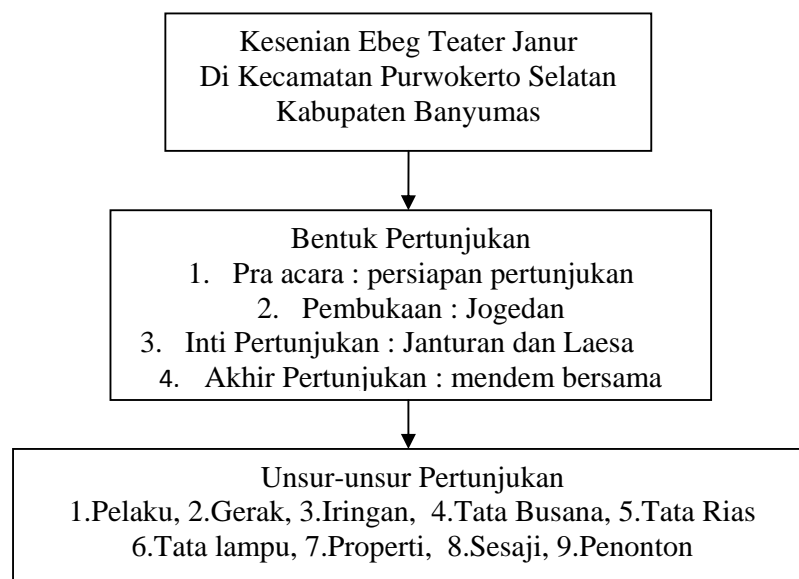 Kesenian Ebeg Teater Janur
Di Kecamatan Purwokerto Selatan
Kabupaten Banyumas
Bentuk Pertunjukan
1. Pra acara : persiapan pertunjukan
2. Pembukaan : Jogedan
3. Inti Pertunjukan : Janturan dan Laesa
4. Akhir Pertunjukan : mendem bersama
Unsur-unsur Pertunjukan
1.Pelaku, 2.Gerak, 3.Iringan, 4.Tata Busana, 5.Tata Rias
6.Tata lampu, 7.Properti, 8.Sesaji, 9.Penonton